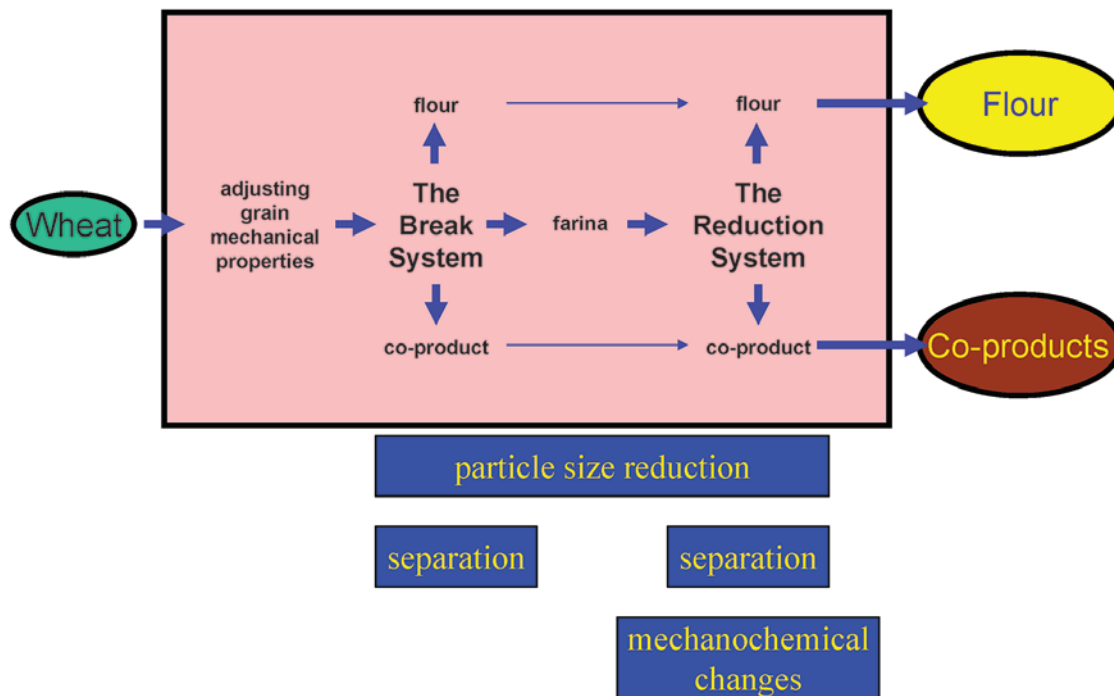 flour
flour
Flour
Wheat
adjusting
grain
mechanical
properties
The
Break
System
farina
The
Reduction
System
co-product
co-product
Co-products
particle size reduction
separation
separation
mechanochemical
changes